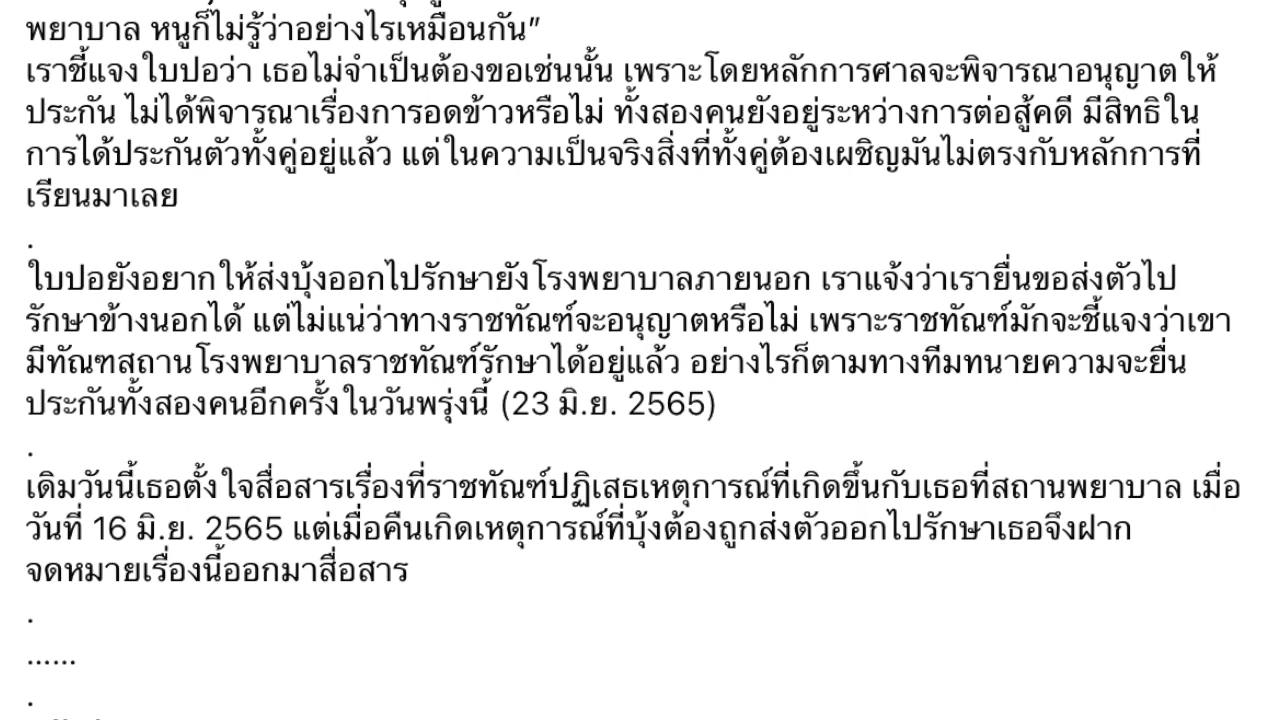 พยาบาล หนูก็ไม่รู้ว่าอย่างไรเหมือนกัน”
เราชี้แจงใบปอว่า เธอไม่จำเป็นต้องขอเช่นนั้น เพราะโดยหลักการศาลจะพิจารณาอนุญาตให้
ประกัน ไม่ได้พิจารณาเรื่องการอดข้าวหรือไม่ ทั้งสองคนยังอยู่ระหว่างการต่อสู้คดี มีสิทธิใน
การได้ประกันตัวทั้งคู่อยู่แล้ว แต่ในความเป็นจริงสิ่งที่ทั้งคู่ต้องเผชิญมันไม่ตรงกับหลักการที่
เรียนมาเลย
.
ใบปอยังอยากให้ส่งบุ้งออกไปรักษายังโรงพยาบาลภายนอก เราแจ้งว่าเรายื่นขอส่งตัวไป
รักษาข้างนอกได้ แต่ไม่แน่ว่าทางราชทัณฑ์จะอนุญาตหรือไม่ เพราะราชทัณฑ์มักจะชี้แจงว่าเขา
มีทัณฑสถานโรงพยาบาลราชทัณฑ์รักษาได้อยู่แล้ว อย่างไรก็ตามทางทีมทนายความจะยื่น
ประกันทั้งสองคนอีกครั้งในวันพรุ่งนี้ (23 มิ.ย. 2565)
.
เดิมวันนี้เธอตั้งใจสื่อสารเรื่องที่ราชทัณฑ์ปฏิเสธเหตุการณ์ที่เกิดขึ้นกับเธอที่สถานพยาบาล เมื่อ
วันที่ 16 มิ.ย. 2565 แต่เมื่อคืนเกิดเหตุการณ์ที่บุ้งต้องถูกส่งตัวออกไปรักษาเธอจึงฝาก
จดหมายเรื่องนี้ออกมาสื่อสาร
.
......
.